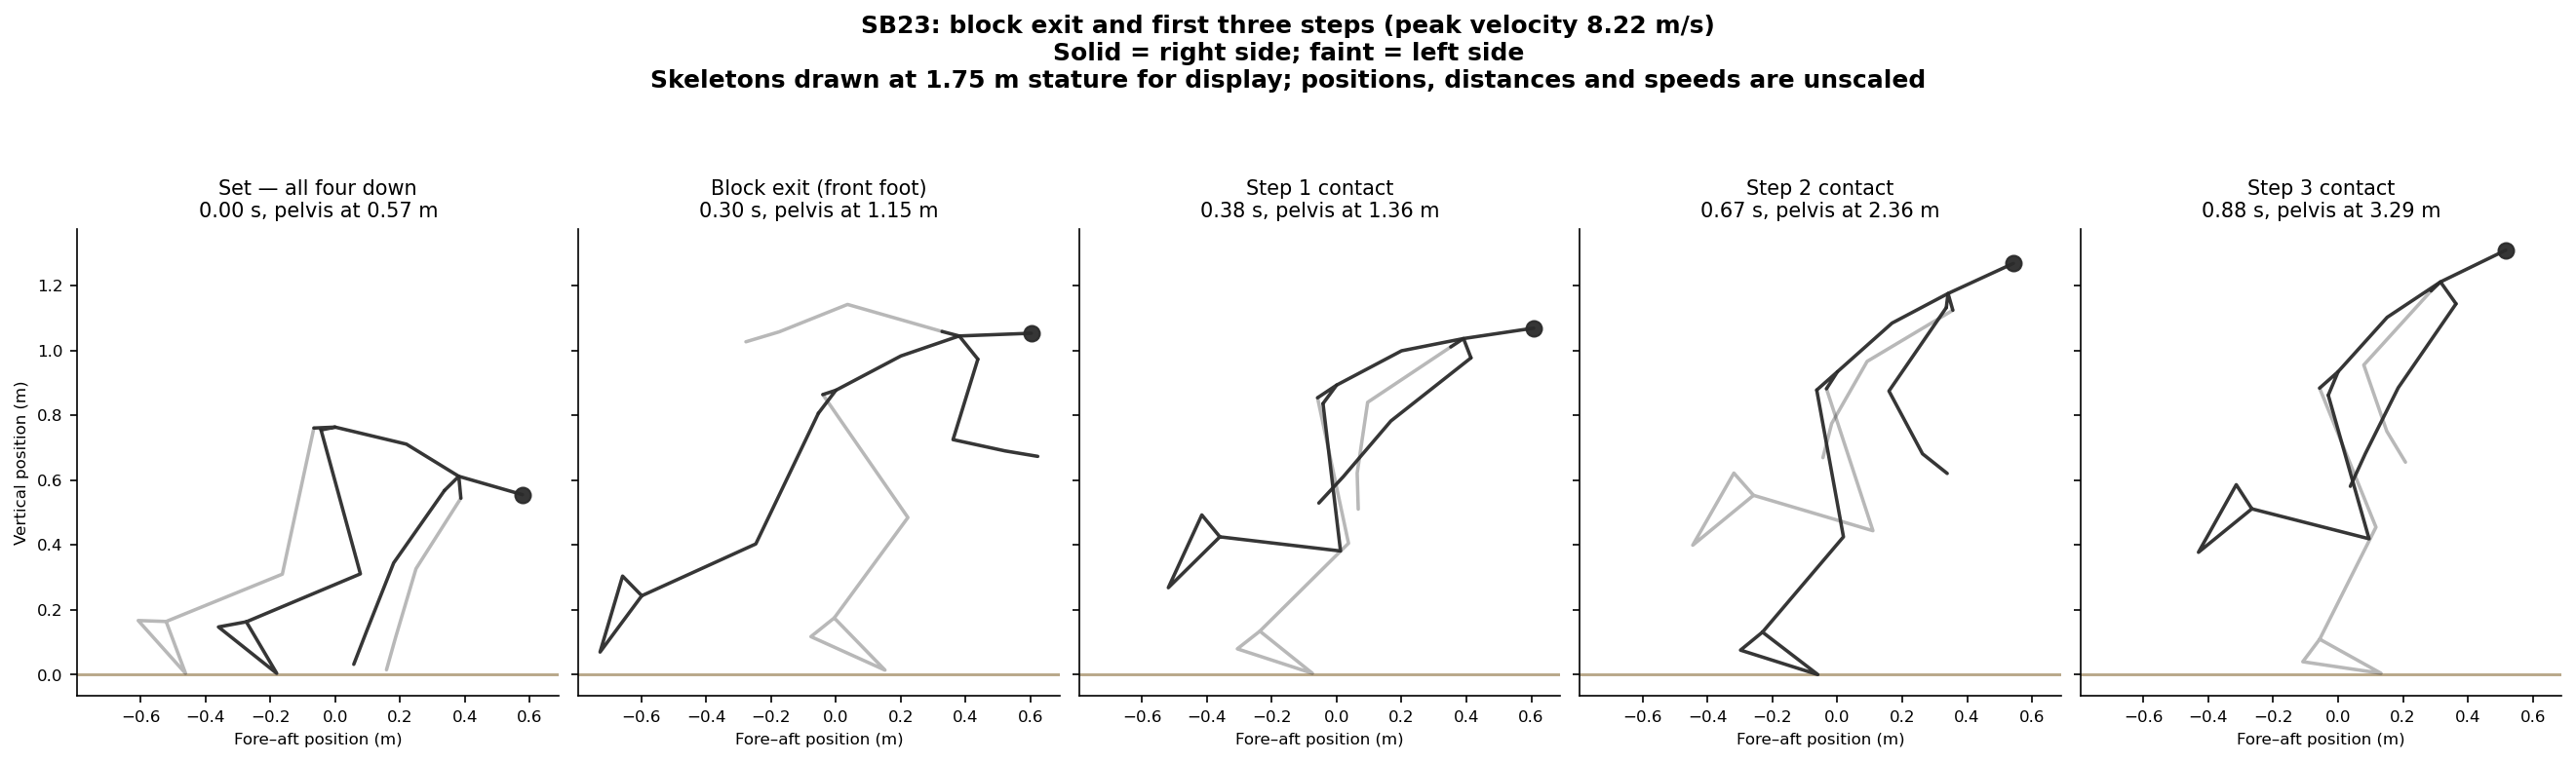 SB23: block exit and first three steps (peak velocity 8.22 m/s)
Solid = right side; faint = left side
Skeletons drawn at 1.75 m stature for display; positions, distances and speeds are unscaled
Set — all four down
0.00 s, pelvis at 0.57 m
Block exit (front foot)
0.30 s, pelvis at 1.15 m
Step 1 contact
0.38 s, pelvis at 1.36 m
Step 2 contact
0.67 s, pelvis at 2.36 m
Step 3 contact
0.88 s, pelvis at 3.29 m
Vertical position (m)
1.2
1.0
0.8
0.6
0.4
0.2
0.0
−0.6 −0.4 −0.2 0.0 0.2 0.4 0.6
Fore–aft position (m)
−0.6 −0.4 −0.2 0.0 0.2 0.4 0.6
Fore–aft position (m)
−0.6 −0.4 −0.2 0.0 0.2 0.4 0.6
Fore–aft position (m)
−0.6 −0.4 −0.2 0.0 0.2 0.4 0.6
Fore–aft position (m)
−0.6 −0.4 −0.2 0.0 0.2 0.4 0.6
Fore–aft position (m)